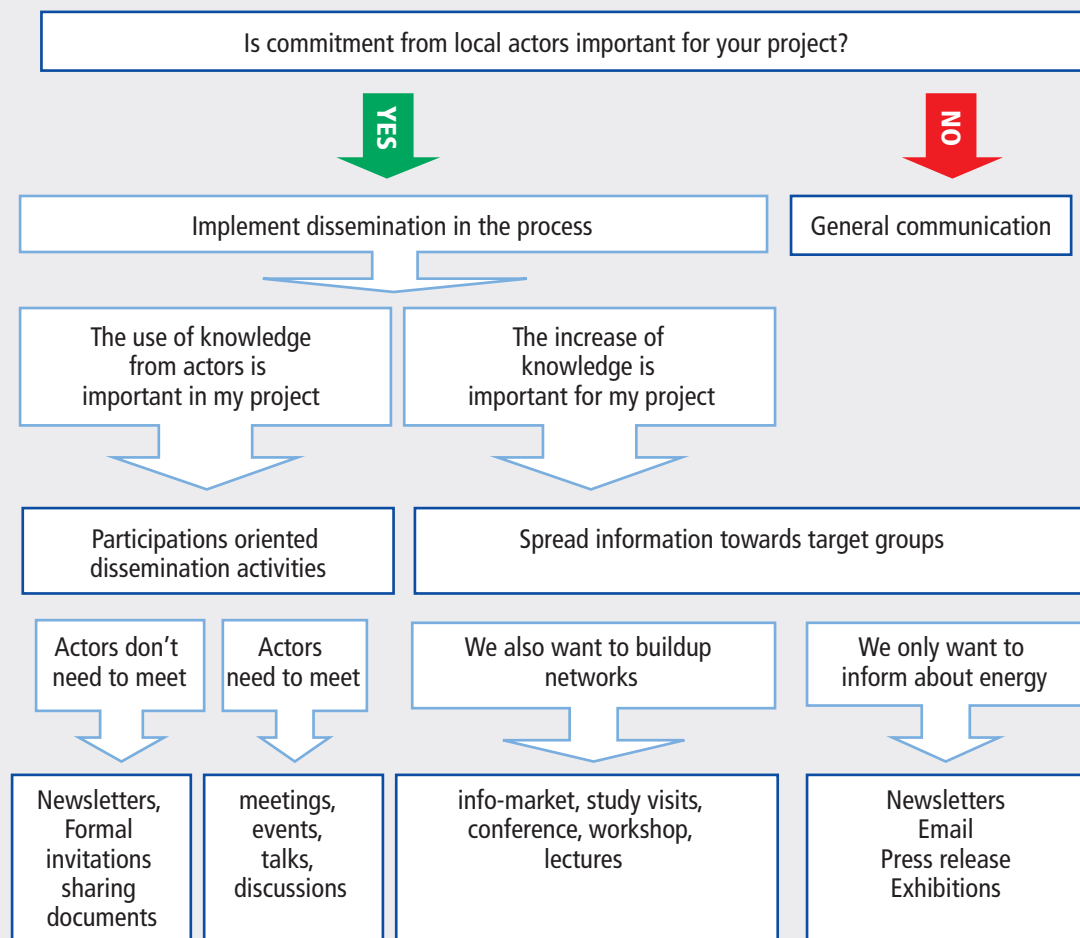 Is commitment from local actors important for your project?
YES
NO
Implement dissemination in the process
General communication
The use of knowledge
from actors is
important in my project
The increase of
knowledge is
important for my project
Participations oriented
dissemination activities
Spread information towards target groups
Actors don't
need to meet
Actors
need to meet
We also want to buildup
networks
We only want to
inform about energy
Newsletters,
Formal
invitations
sharing
documents
meetings,
events,
talks,
discussions
info-market, study visits,
conference, workshop,
lectures
Newsletters
Email
Press release
Exhibitions